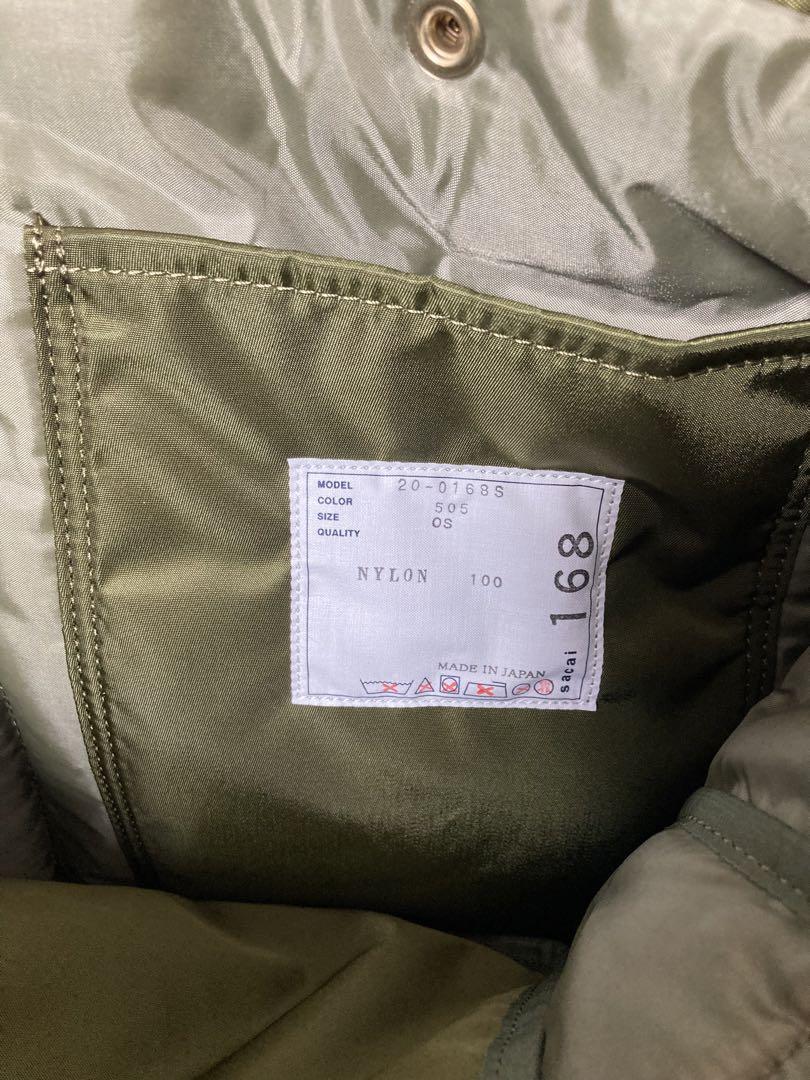 MODEL 20-0168S
COLOR 505
SIZE OS
QUALITY
NYLON 100
MADE IN JAPAN
sacai 168